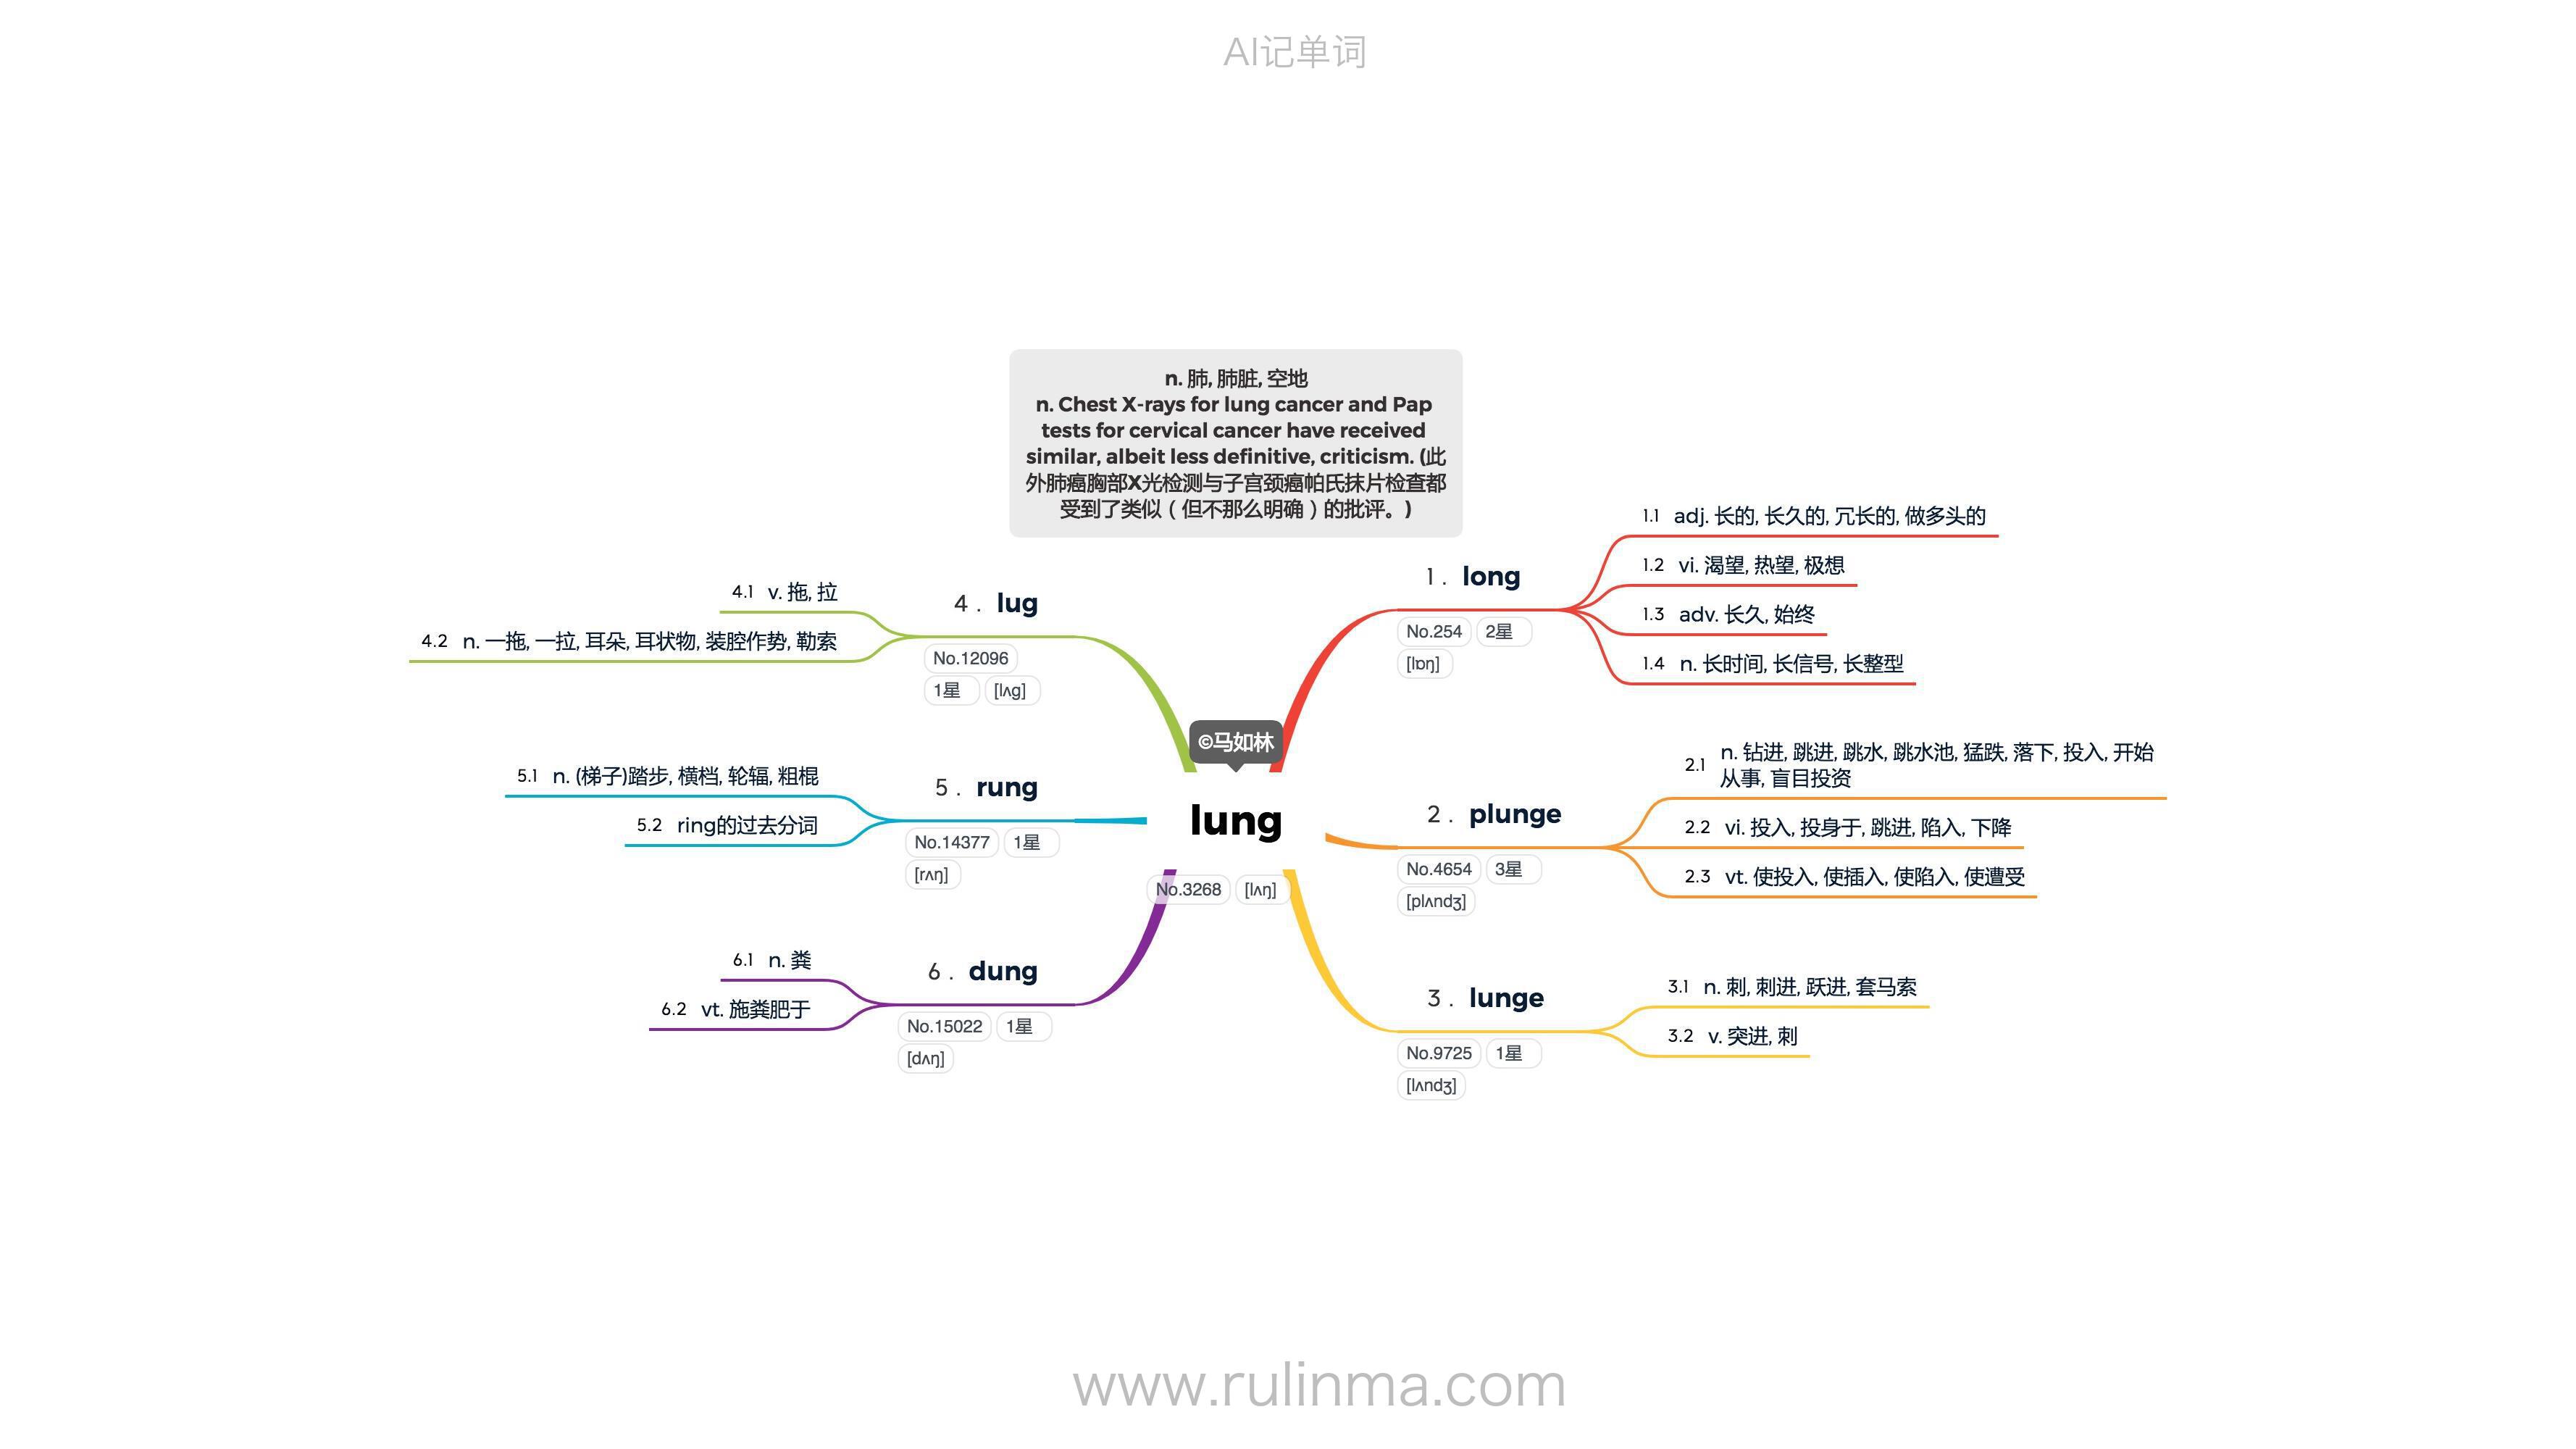 AI记单词
n. 肺, 肺脏, 空地
n. Chest X-rays for lung cancer and Pap
tests for cervical cancer have received
similar, albeit less definitive, criticism. (此
外肺癌胸部X光检测与子宫颈癌帕氏抹片检查都
受到了类似（但不那么明确）的批评。)
©马如林
lung
No.3268 [lʌŋ]
1. long
No.254 2星
[lɒŋ]
1.1 adj. 长的, 长久的, 冗长的, 做多头的
1.2 vi. 渴望, 热望, 极想
1.3 adv. 长久, 始终
1.4 n. 长时间, 长信号, 长整型
2. plunge
No.4654 3星
[plʌndʒ]
2.1 n. 钻进, 跳进, 跳水, 跳水池, 猛跌, 落下, 投入, 开始
从事, 盲目投资
2.2 vi. 投入, 投身于, 跳进, 陷入, 下降
2.3 vt. 使投入, 使插入, 使陷入, 使遭受
3. lunge
No.9725 1星
[lʌndʒ]
3.1 n. 刺, 刺进, 跃进, 套马索
3.2 v. 突进, 刺
4. lug
No.12096
1星 [lʌg]
4.1 v. 拖, 拉
4.2 n. 一拖, 一拉, 耳朵, 耳状物, 装腔作势, 勒索
5. rung
No.14377 1星
[rʌŋ]
5.1 n. (梯子)踏步, 横档, 轮辐, 粗棍
5.2 ring的过去分词
6. dung
No.15022 1星
[dʌŋ]
6.1 n. 粪
6.2 vt. 施粪肥于
www.rulinma.com